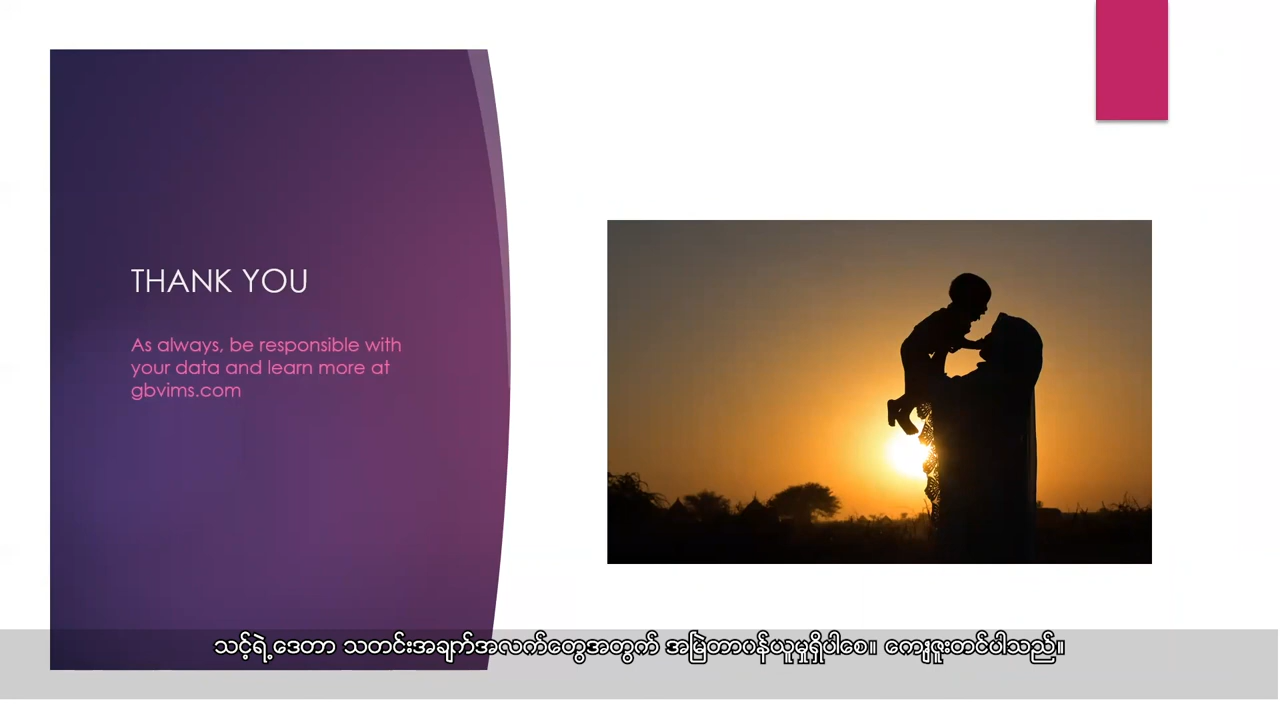 THANK YOU
As always, be responsible with
your data and learn more at
gbvims.com
သင့်ရဲ့ဒေတာ သတင်းအချက်အလက်တွေအတွက် အမြဲတာဝန်ယူမှုရှိပါစေ။ ကျေးဇူးတင်ပါသည်။